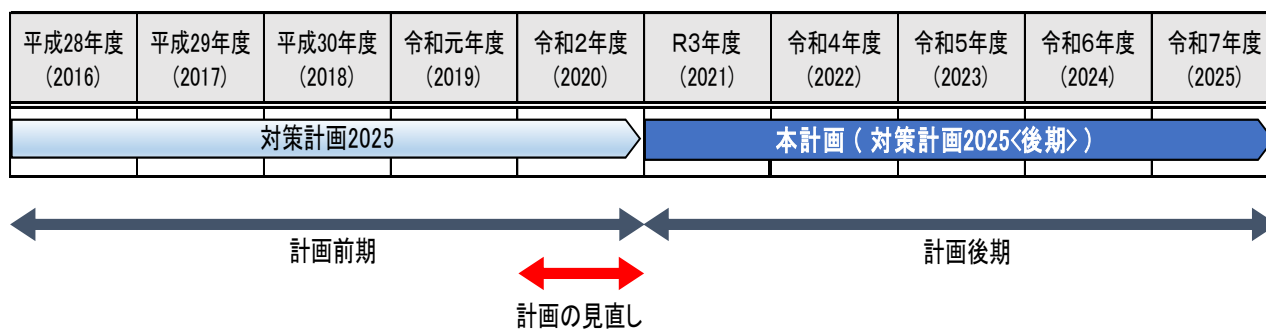 平成28年度 平成29年度 平成30年度 令和元年度 令和2年度 R3年度 令和4年度 令和5年度 令和6年度 令和7年度
(2016) (2017) (2018) (2019) (2020) (2021) (2022) (2023) (2024) (2025)
対策計画2025 本計画(対策計画2025<後期>)
計画前期 計画後期
計画の見直し